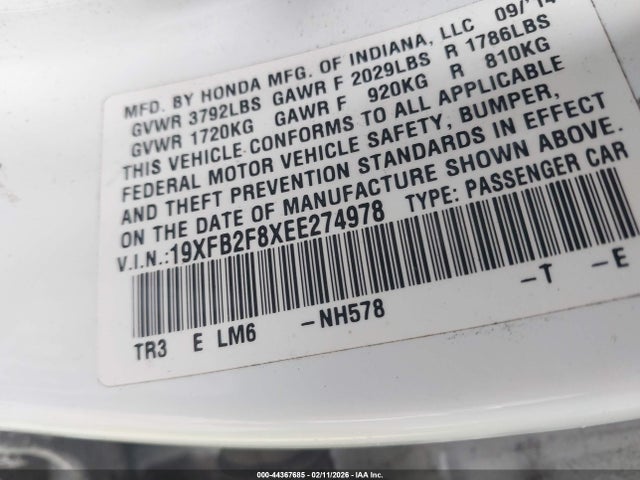 MFD. BY HONDA MFG. OF INDIANA, LLC 09/'14
GVWR 3792LBS GAWR F 2029LBS R 1786LBS
GVWR 1720KG GAWR F 920KG R 810KG
THIS VEHICLE CONFORMS TO ALL APPLICABLE
FEDERAL MOTOR VEHICLE SAFETY, BUMPER,
AND THEFT PREVENTION STANDARDS IN EFFECT
ON THE DATE OF MANUFACTURE SHOWN ABOVE.
V.I.N.:19XFB2F8XEE274978 TYPE: PASSENGER CAR
TR3 E LM6 -NH578 -T -E
000-44367685 - 02/11/2026 - IAA Inc.